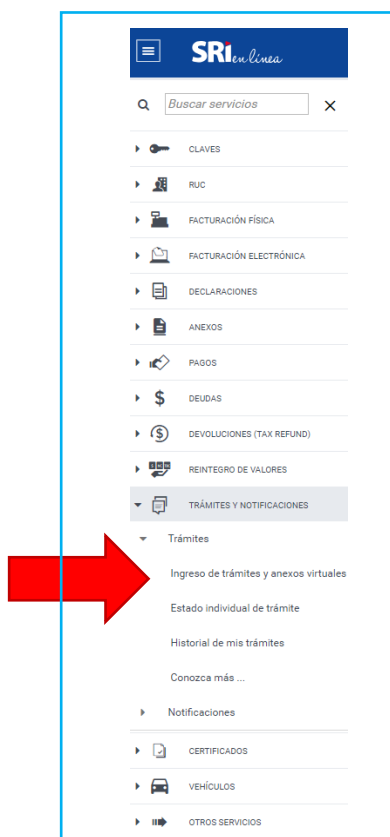 SRi en línea
Buscar servicios
CLAVES
RUC
FACTURACIÓN FÍSICA
FACTURACIÓN ELECTRÓNICA
DECLARACIONES
ANEXOS
PAGOS
DEUDAS
DEVOLUCIONES (TAX REFUND)
REINTEGRO DE VALORES
TRÁMITES Y NOTIFICACIONES
Trámites
Ingreso de trámites y anexos virtuales
Estado individual de trámite
Historial de mis trámites
Conozca más ...
Notificaciones
CERTIFICADOS
VEHÍCULOS
OTROS SERVICIOS